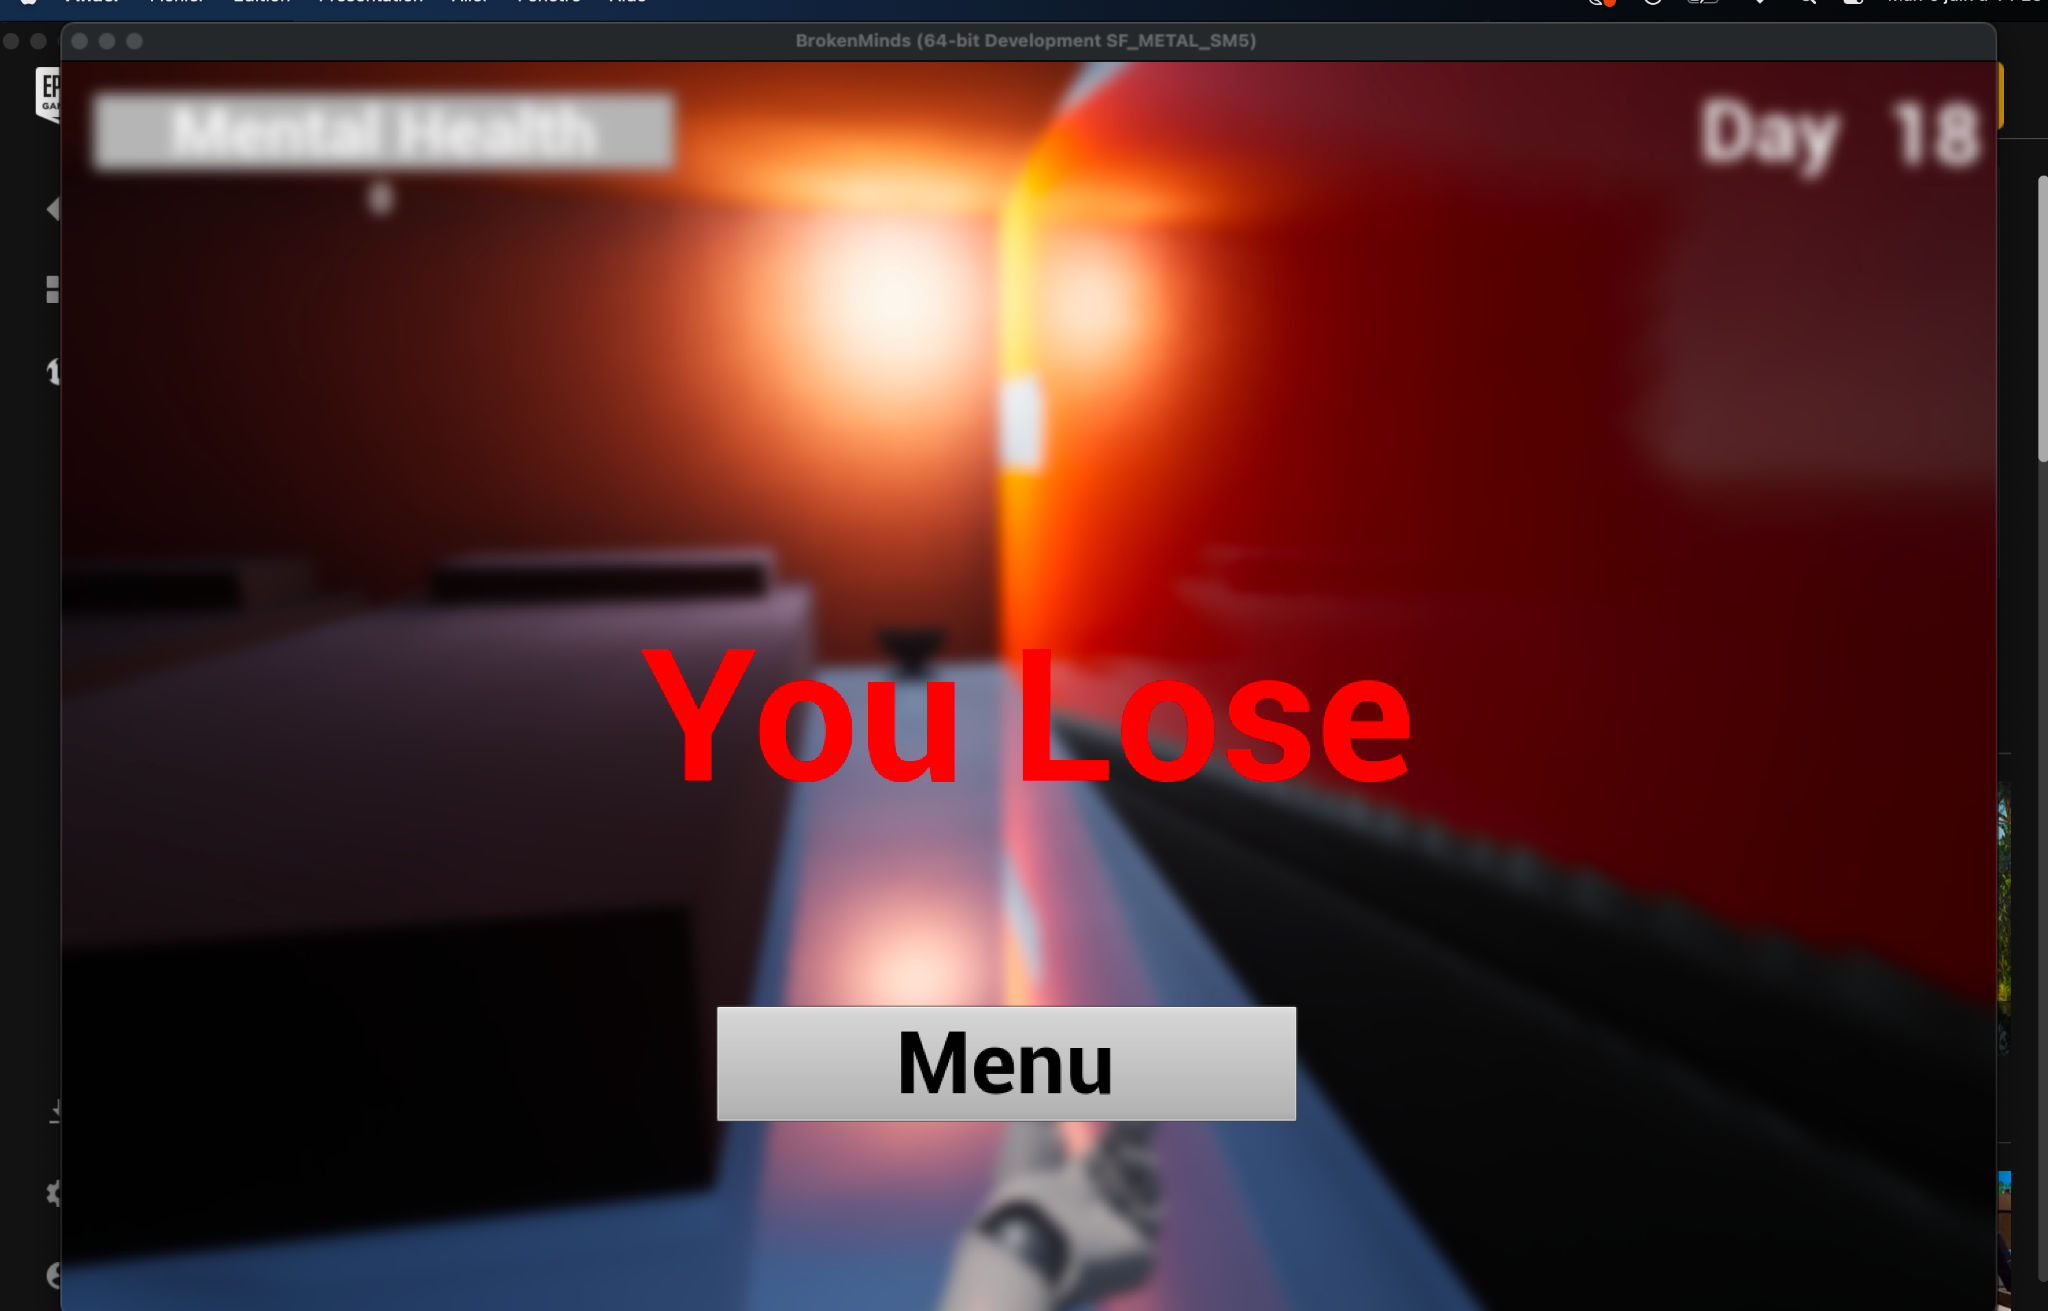 BrokenMinds (64-bit Development SF_METAL_SM5)
Mental Health
Day 18
You Lose
Menu